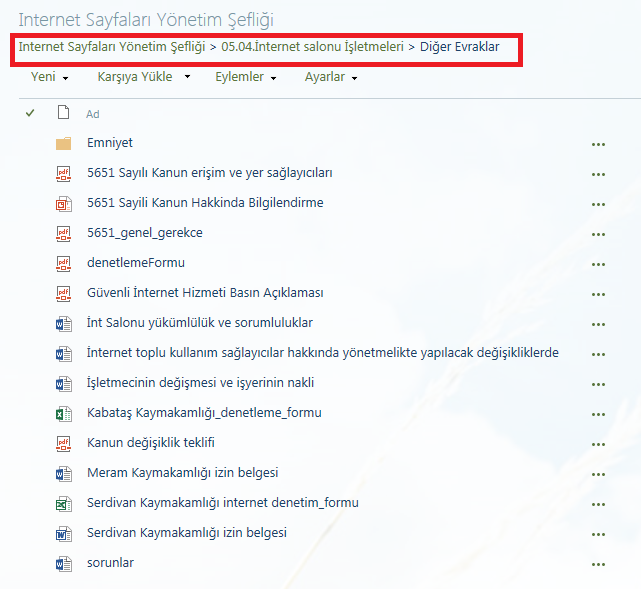 Internet Sayfaları Yönetim Şefliği
Internet Sayfaları Yönetim Şefliği > 05.04.İnternet salonu İşletmeleri > Diğer Evraklar
Yeni Karşıya Yükle Eylemler Ayarlar
Ad
Emniyet
5651 Sayılı Kanun erişim ve yer sağlayıcıları
5651 Sayili Kanun Hakkinda Bilgilendirme
5651_genel_gerekce
denetlemeFormu
Güvenli İnternet Hizmeti Basın Açıklaması
İnt Salonu yükümlülük ve sorumluluklar
İnternet toplu kullanım sağlayıcılar hakkında yönetmelikte yapılacak değişikliklerde
İşletmecinin değişmesi ve işyerinin nakli
Kabataş Kaymakamlığı_denetleme_formu
Kanun değişiklik teklifi
Meram Kaymakamlığı izin belgesi
Serdivan Kaymakamlığı internet denetim_formu
Serdivan Kaymakamlığı izin belgesi
sorunlar